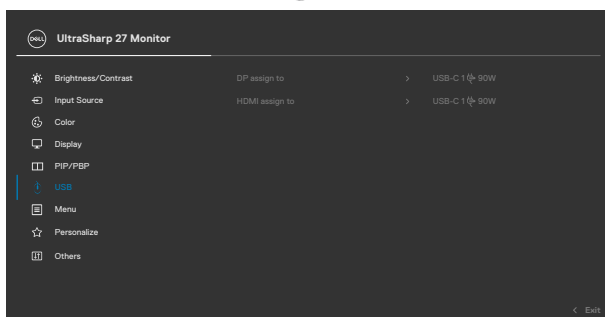 DELL UltraSharp 27 Monitor
Brightness/Contrast DP assign to > USB-C 1 90W
Input Source HDMI assign to > USB-C 1 90W
Color
Display
PIP/PBP
USB
Menu
Personalize
Others
< Exit